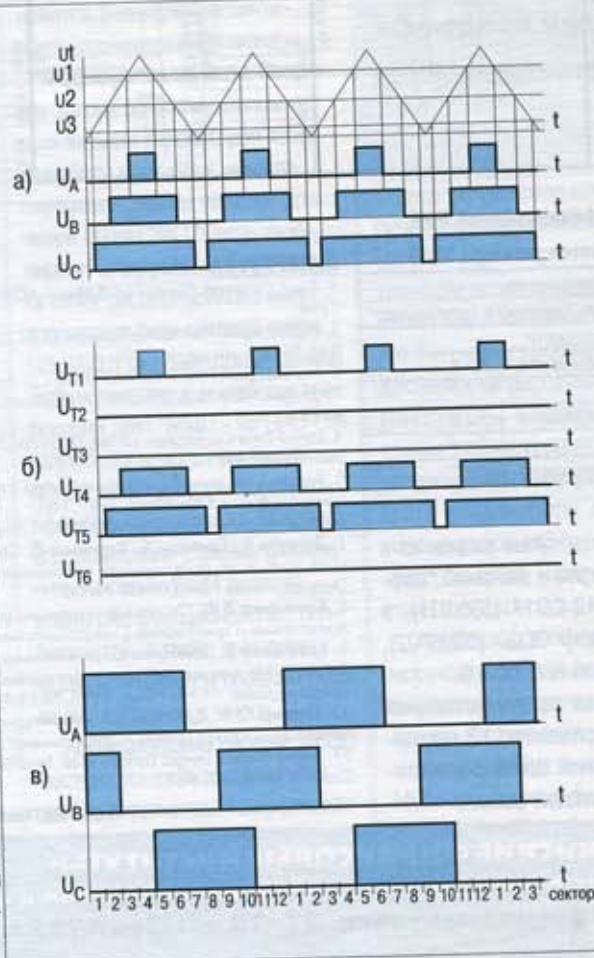 ut
u1
u2
u3
t
а)
UA
t
UB
t
UC
t
UT1
t
UT2
t
UT3
t
б)
UT4
t
UT5
t
UT6
t
UA
t
в)
UB
t
UC
t
1 2 3 4 5 6 7 8 9 10 11 12 1 2 3 4 5 6 7 8 9 10 11 12 1 2 3 сектор